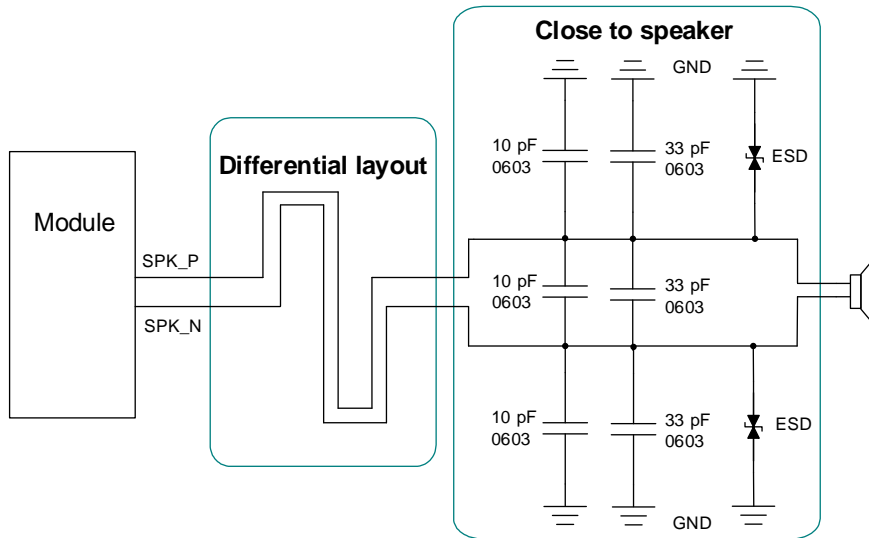 Close to speaker
GND
10 pF
0603
33 pF
0603
ESD
Differential layout
Module
SPK_P
SPK_N
10 pF
0603
33 pF
0603
10 pF
0603
33 pF
0603
ESD
GND